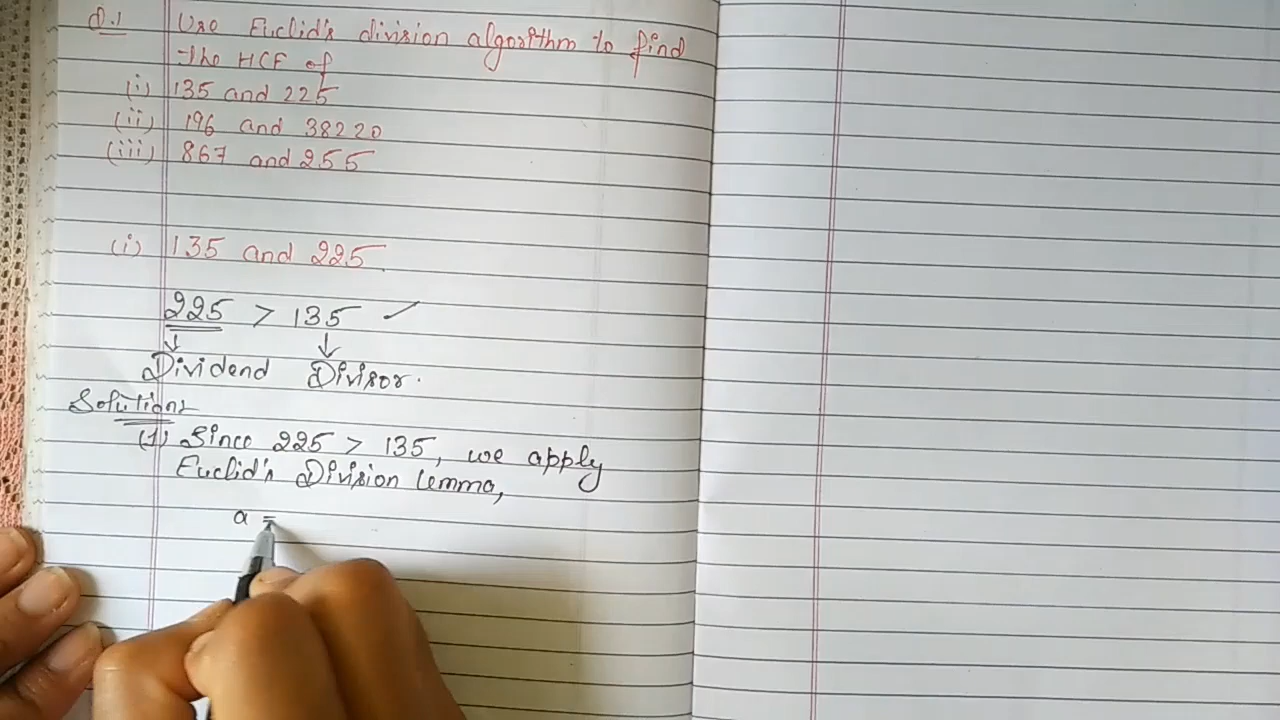 Q.1 Use Euclid's division algorithm to find
the HCF of
(i) 135 and 225
(ii) 196 and 38220
(iii) 867 and 255
(i) 135 and 225.
225 > 135 ✓
↓ ↓
Dividend Divisor.
Solution:
(1) Since 225 > 135, we apply
Euclid's Division lemma,
a =